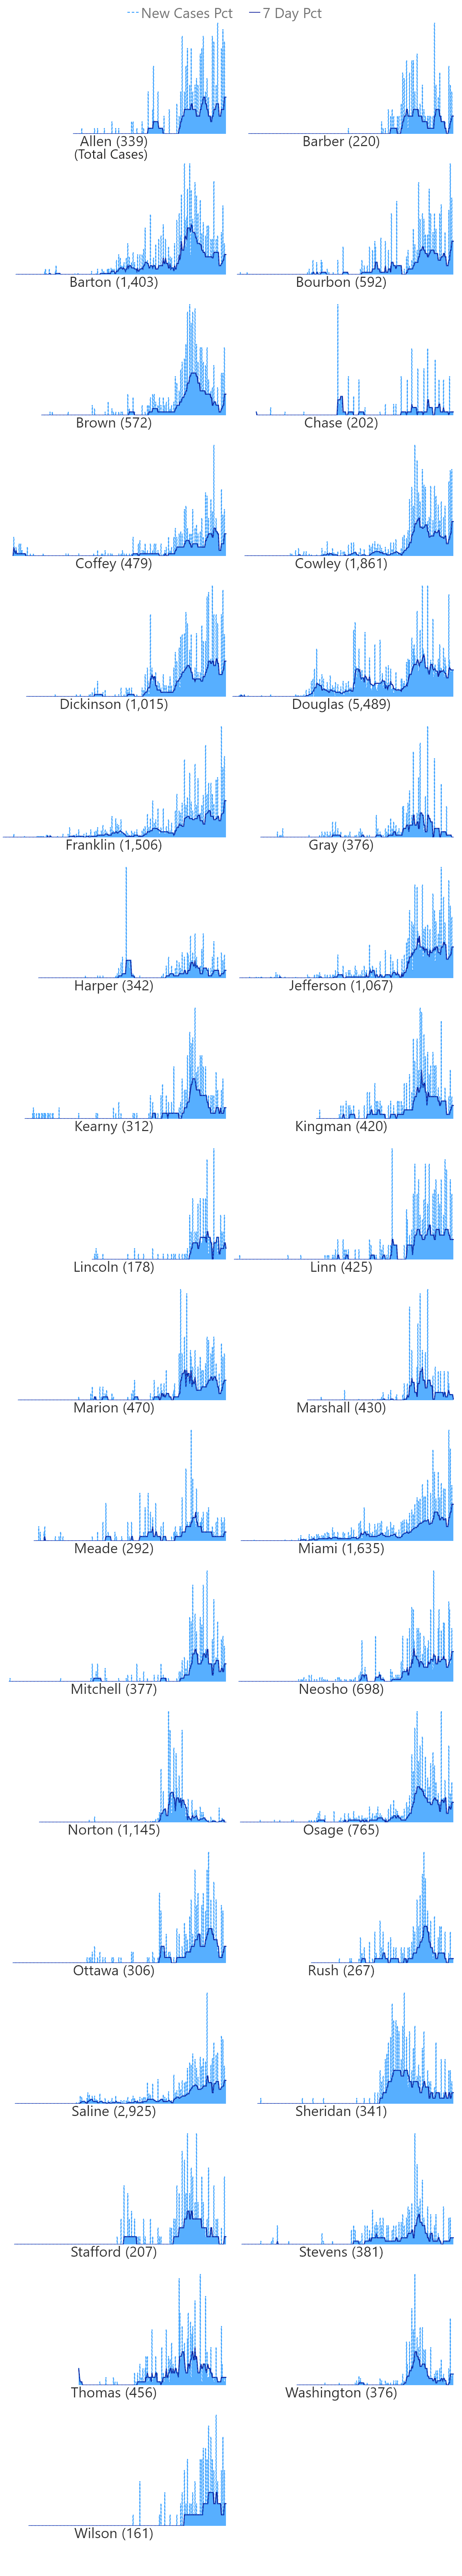 New Cases Pct 7 Day Pct
Allen (339) Barber (220)
(Total Cases)
Barton (1,403) Bourbon (592)
Brown (572) Chase (202)
Coffey (479) Cowley (1,861)
Dickinson (1,015) Douglas (5,489)
Franklin (1,506) Gray (376)
Harper (342) Jefferson (1,067)
Kearny (312) Kingman (420)
Lincoln (178) Linn (425)
Marion (470) Marshall (430)
Meade (292) Miami (1,635)
Mitchell (377) Neosho (698)
Norton (1,145) Osage (765)
Ottawa (306) Rush (267)
Saline (2,925) Sheridan (341)
Stafford (207) Stevens (381)
Thomas (456) Washington (376)
Wilson (161)